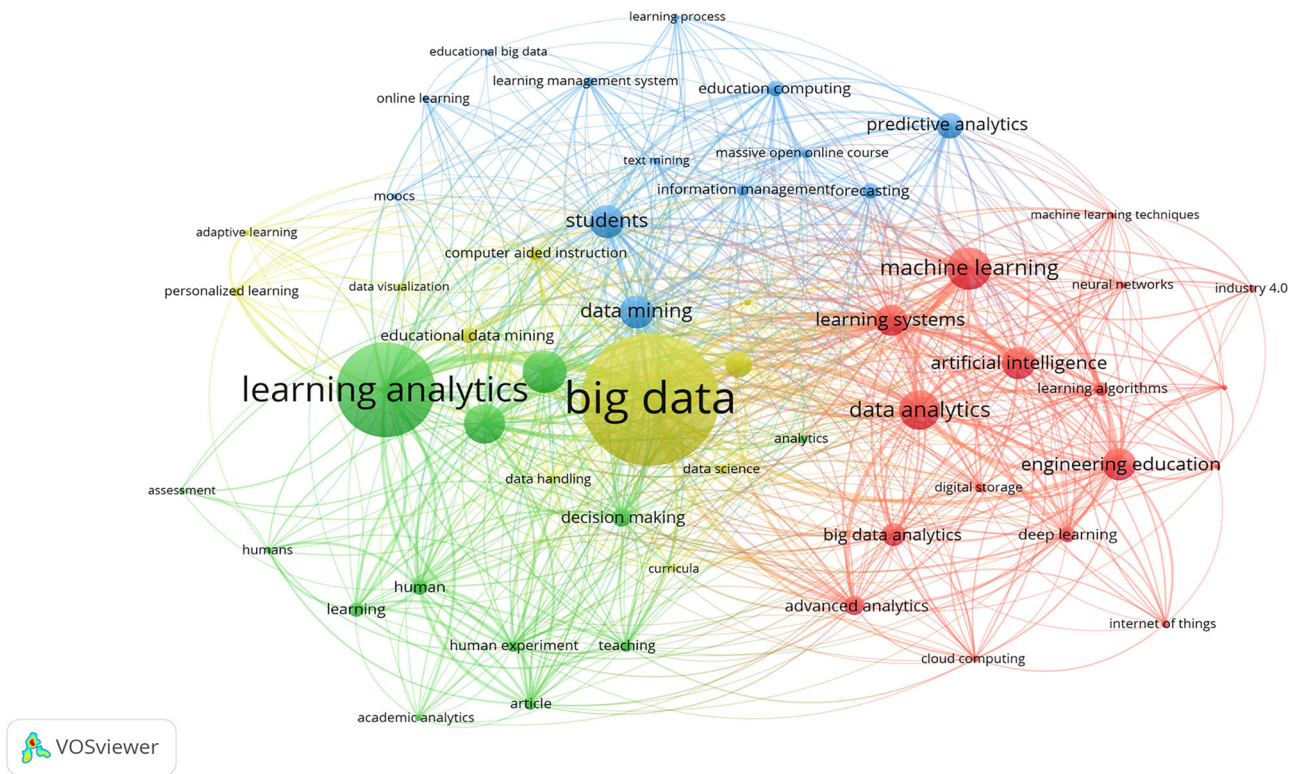 learning process
educational big data
learning management system
education computing
online learning
predictive analytics
text mining
massive open online course
moocs
information management
forecasting
students
machine learning techniques
adaptive learning
computer aided instruction
machine learning
data visualization
neural networks
industry 4.0
personalized learning
data mining
learning systems
educational data mining
artificial intelligence
learning analytics
big data
learning algorithms
data analytics
analytics
data science
engineering education
data handling
digital storage
assessment
decision making
big data analytics
deep learning
humans
curricula
human
learning
advanced analytics
internet of things
human experiment
teaching
cloud computing
article
academic analytics
VOSviewer